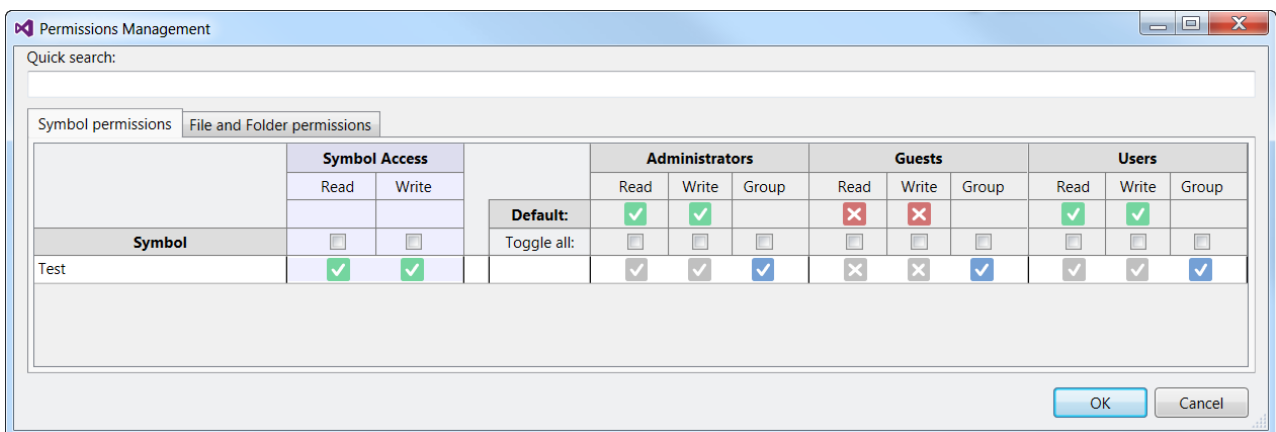 Permissions Management
Quick search:
Symbol permissions File and Folder permissions
Symbol Access Administrators Guests Users
Read Write Read Write Group Read Write Group Read Write Group
Default:
Symbol Toggle all:
Test
OK Cancel